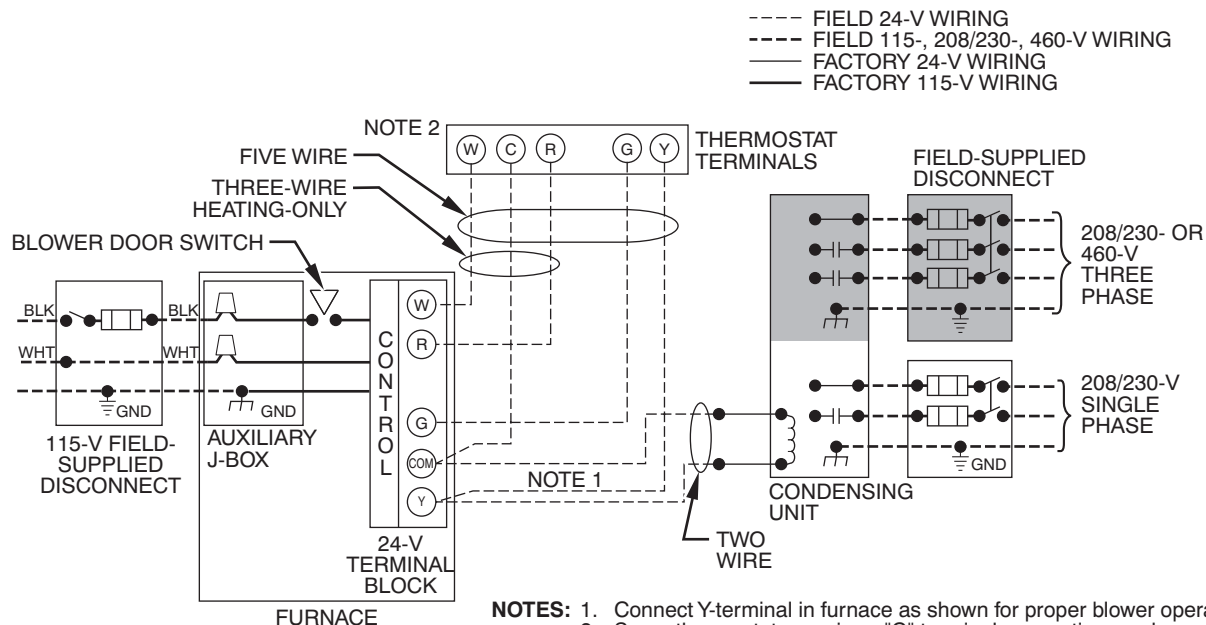 FIELD 24-V WIRING
FIELD 115-, 208/230-, 460-V WIRING
FACTORY 24-V WIRING
FACTORY 115-V WIRING
NOTE 2
W C R G Y
THERMOSTAT
TERMINALS
FIVE WIRE
THREE-WIRE
HEATING-ONLY
BLOWER DOOR SWITCH
FIELD-SUPPLIED
DISCONNECT
208/230- OR
460-V
THREE
PHASE
BLK
BLK
WHT
WHT
GND
GND
115-V FIELD-
SUPPLIED
DISCONNECT
AUXILIARY
J-BOX
CONTROL
W
R
G
COM
Y
NOTE 1
24-V
TERMINAL
BLOCK
FURNACE
TWO
WIRE
CONDENSING
UNIT
208/230-V
SINGLE
PHASE
GND
NOTES: 1. Connect Y-terminal in furnace as shown for proper blower opera